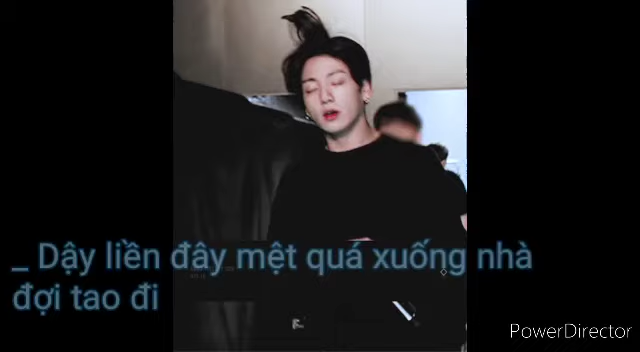 _ Dậy liền đây mệt quá xuống nhà
đợi tao đi
PowerDirector